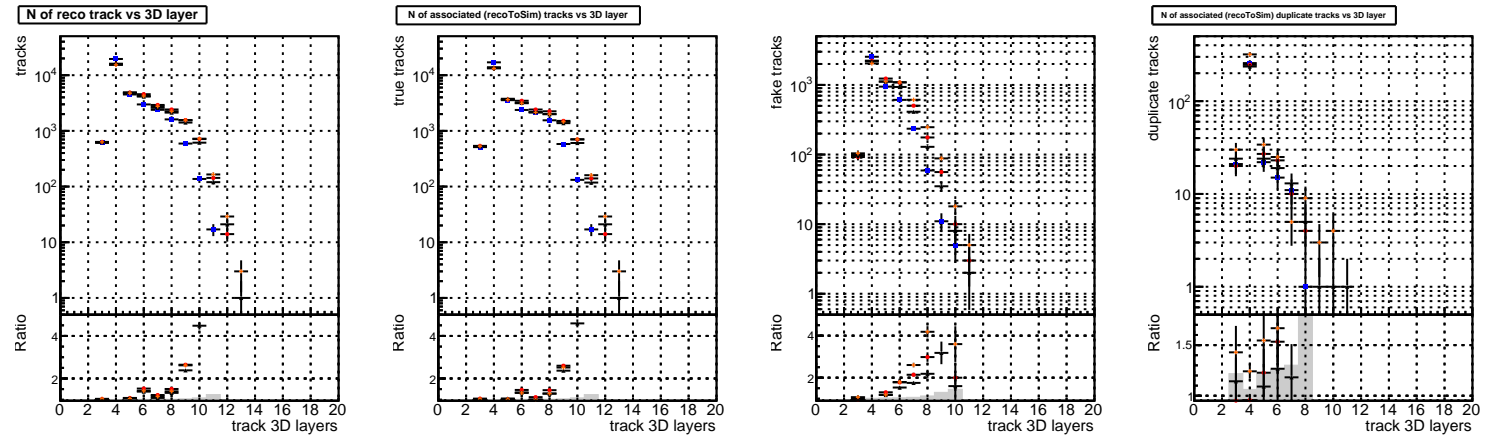 N of reco track vs 3D layer
tracks
10^4
10^3
10^2
10
1
Ratio
4
2
0 2 4 6 8 10 12 14 16 18 20
track 3D layers
N of associated (recoToSim) tracks vs 3D layer
true tracks
10^4
10^3
10^2
10
1
Ratio
4
2
0 2 4 6 8 10 12 14 16 18 20
track 3D layers
fake tracks
10^3
10^2
10
1
Ratio
4
2
0 2 4 6 8 10 12 14 16 18 20
track 3D layers
N of associated (recoToSim) duplicate tracks vs 3D layer
duplicate tracks
10^2
10
1
Ratio
1.5
1
0 2 4 6 8 10 12 14 16 18 20
track 3D layers